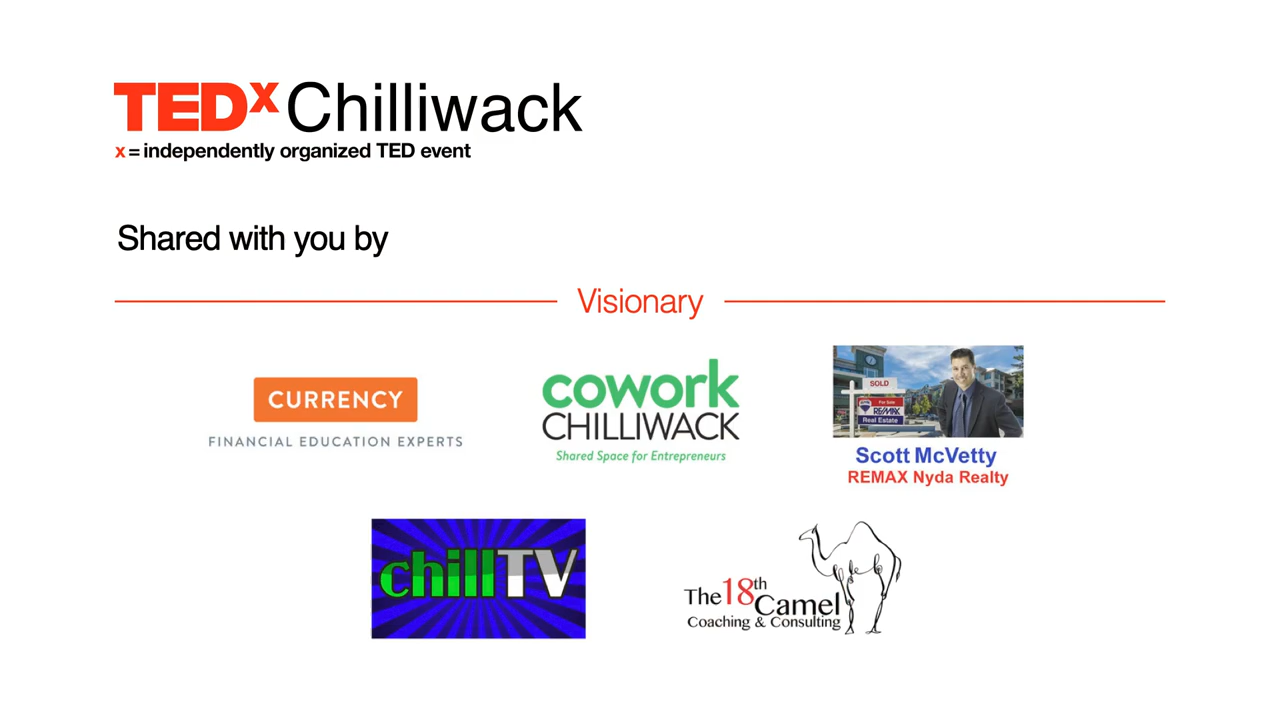 TEDx Chilliwack
x = independently organized TED event
Shared with you by
Visionary
CURRENCY
FINANCIAL EDUCATION EXPERTS
cowork
CHILLIWACK
Shared Space for Entrepreneurs
SOLD
For Sale
RE/MAX
Real Estate
Scott McVetty
REMAX Nyda Realty
chillTV
The 18th Camel
Coaching & Consulting